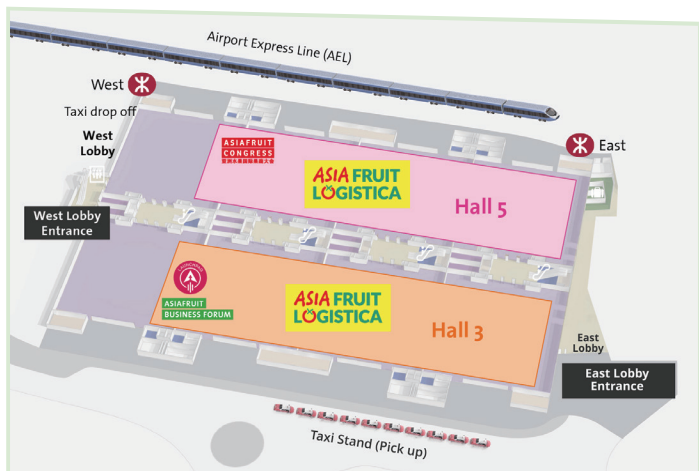 Airport Express Line (AEL)
West
Taxi drop off
West
Lobby
East
ASIAFRUIT
CONGRESS
ASIA FRUIT
LOGISTICA
Hall 5
West Lobby
Entrance
ASIAFRUIT
BUSINESS FORUM
ASIA FRUIT
LOGISTICA
Hall 3
East
Lobby
East Lobby
Entrance
Taxi Stand (Pick up)